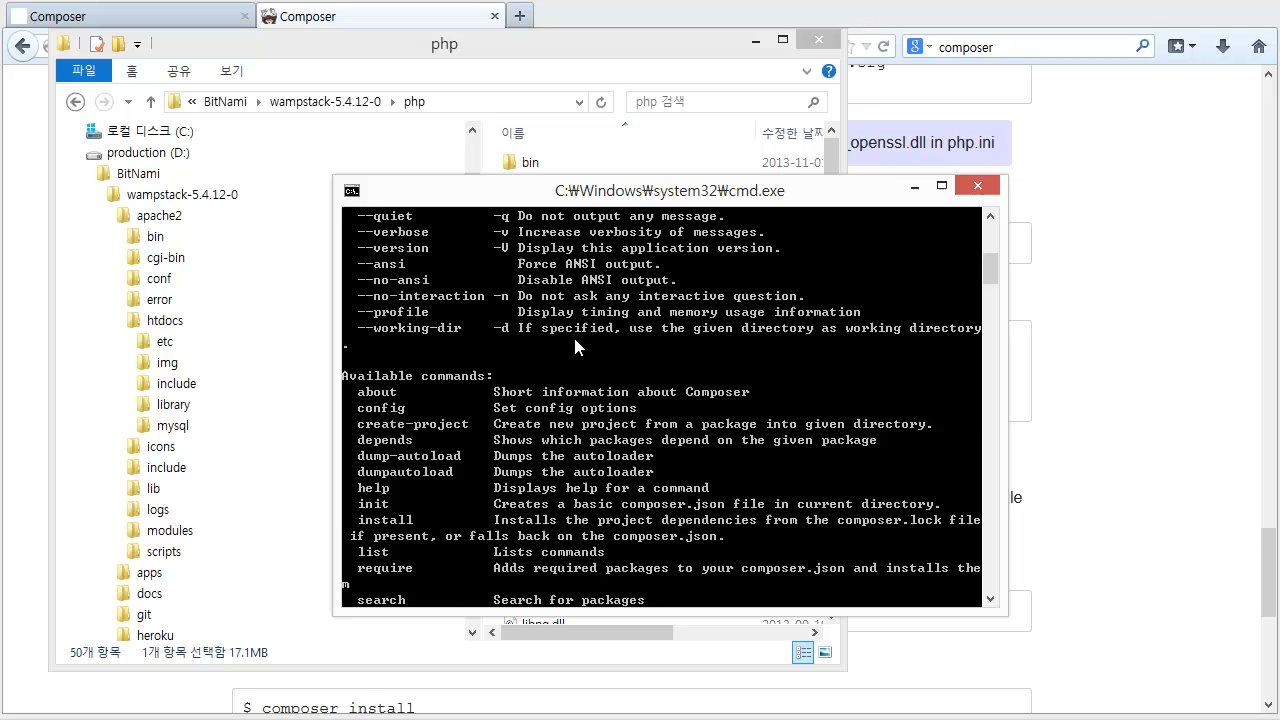 Composer
Composer
composer
php
파일
홈
공유
보기
« BitNami › wampstack-5.4.12-0 › php
php 검색
로컬 디스크 (C:)
production (D:)
BitNami
wampstack-5.4.12-0
apache2
bin
cgi-bin
conf
error
htdocs
etc
img
include
library
mysql
icons
include
lib
logs
modules
scripts
apps
docs
git
heroku
이름
수정한 날짜
bin
2013-11-0
50개 항목
1개 항목 선택함 17.1MB
_openssl.dll in php.ini
C:₩Windows₩system32₩cmd.exe
--quiet -q Do not output any message.
--verbose -v Increase verbosity of messages.
--version -V Display this application version.
--ansi Force ANSI output.
--no-ansi Disable ANSI output.
--no-interaction -n Do not ask any interactive question.
--profile Display timing and memory usage information
--working-dir -d If specified, use the given directory as working directory
.
Available commands:
about Short information about Composer
config Set config options
create-project Create new project from a package into given directory.
depends Shows which packages depend on the given package
dump-autoload Dumps the autoloader
dumpautoload Dumps the autoloader
help Displays help for a command
init Creates a basic composer.json file in current directory.
install Installs the project dependencies from the composer.lock file
if present, or falls back on the composer.json.
list Lists commands
require Adds required packages to your composer.json and installs the
m
search Search for packages
le
$ composer install